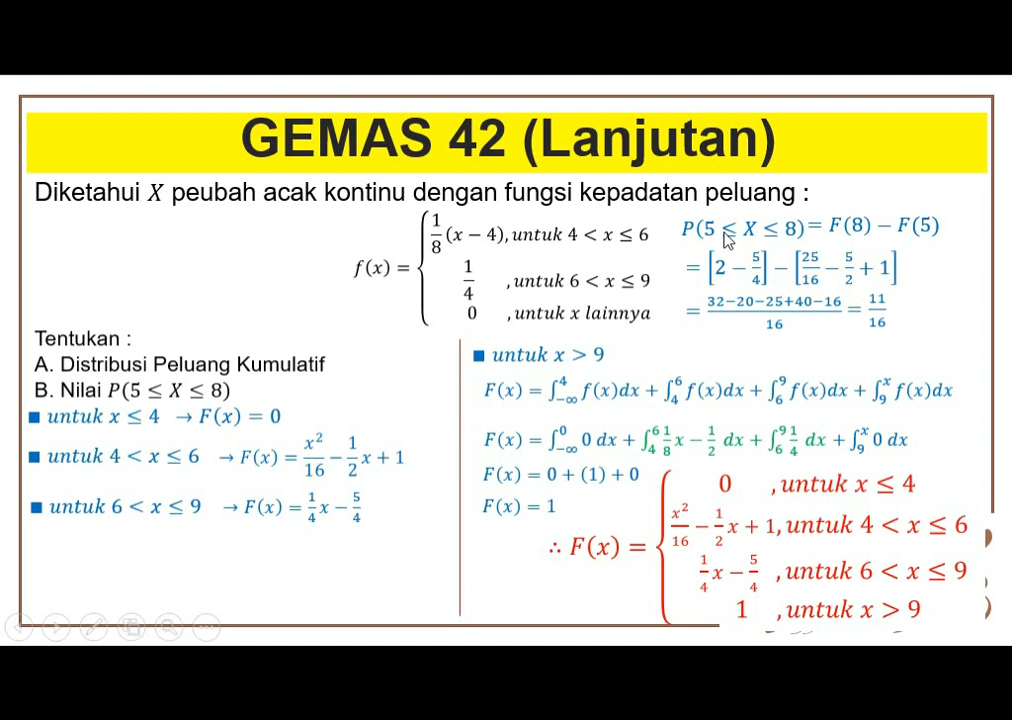 GEMAS 42 (Lanjutan)
Diketahui X peubah acak kontinu dengan fungsi kepadatan peluang :
f(x) = { 1/8 (x − 4), untuk 4 < x ≤ 6
1/4 , untuk 6 < x ≤ 9
0 , untuk x lainnya
P(5 ≤ X ≤ 8) = F(8) − F(5)
= [2 − 5/4] − [25/16 − 5/2 + 1]
= (32−20−25+40−16)/16 = 11/16
Tentukan :
A. Distribusi Peluang Kumulatif
B. Nilai P(5 ≤ X ≤ 8)
■ untuk x ≤ 4 → F(x) = 0
■ untuk 4 < x ≤ 6 → F(x) = x²/16 − 1/2 x + 1
■ untuk 6 < x ≤ 9 → F(x) = 1/4 x − 5/4
■ untuk x > 9
F(x) = ∫_{−∞}^{4} f(x)dx + ∫_{4}^{6} f(x)dx + ∫_{6}^{9} f(x)dx + ∫_{9}^{x} f(x)dx
F(x) = ∫_{−∞}^{0} 0 dx + ∫_{4}^{6} 1/8 x − 1/2 dx + ∫_{6}^{9} 1/4 dx + ∫_{9}^{x} 0 dx
F(x) = 0 + (1) + 0
F(x) = 1
∴ F(x) = { 0 , untuk x ≤ 4
x²/16 − 1/2 x + 1, untuk 4 < x ≤ 6
1/4 x − 5/4 , untuk 6 < x ≤ 9
1 , untuk x > 9